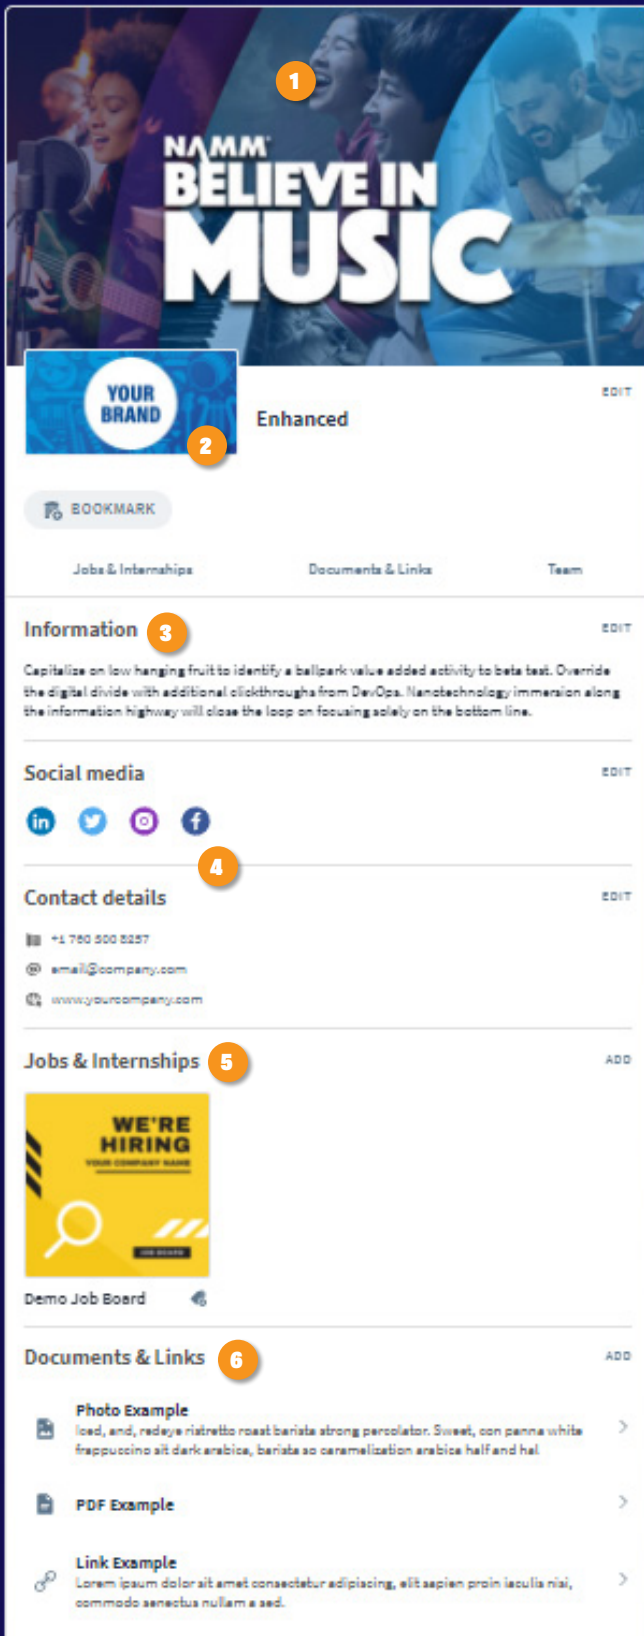 1
NAMM
BELIEVE IN
MUSIC
YOUR
BRAND
2
Enhanced
EDIT
BOOKMARK
Jobs & Internships
Documents & Links
Team
Information
3
EDIT
Capitalize on low hanging fruit to identify a ballpark value added activity to beta test. Override
the digital divide with additional clickthroughs from DevOps. Nanotechnology immersion along
the information highway will close the loop on focusing solely on the bottom line.
Social media
EDIT
in
f
4
Contact details
EDIT
+1 760 500 8257
email@company.com
www.yourcompany.com
Jobs & Internships
5
ADD
WE'RE
HIRING
YOUR COMPANY NAME
JOB BOARD
Demo Job Board
Documents & Links
6
ADD
Photo Example
Iced, and, redeye ristretto roast barista strong percolator. Sweet, con panna white
frappuccino sit dark arabica, barista so caramelization arabica half and hal
PDF Example
Link Example
Lorem ipsum dolor sit amet consectetur adipiscing, elit sapien proin iaculis nisi,
commodo senectus nullam a sed.